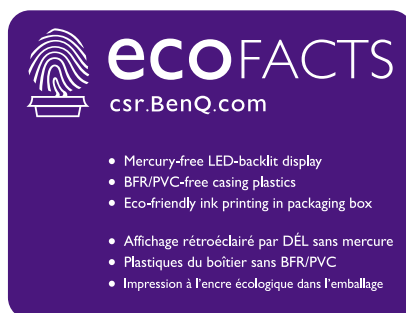 ecoFACTS
csr.BenQ.com
• Mercury-free LED-backlit display
• BFR/PVC-free casing plastics
• Eco-friendly ink printing in packaging box
• Affichage rétroéclairé par DÉL sans mercure
• Plastiques du boîtier sans BFR/PVC
• Impression à l'encre écologique dans l'emballage